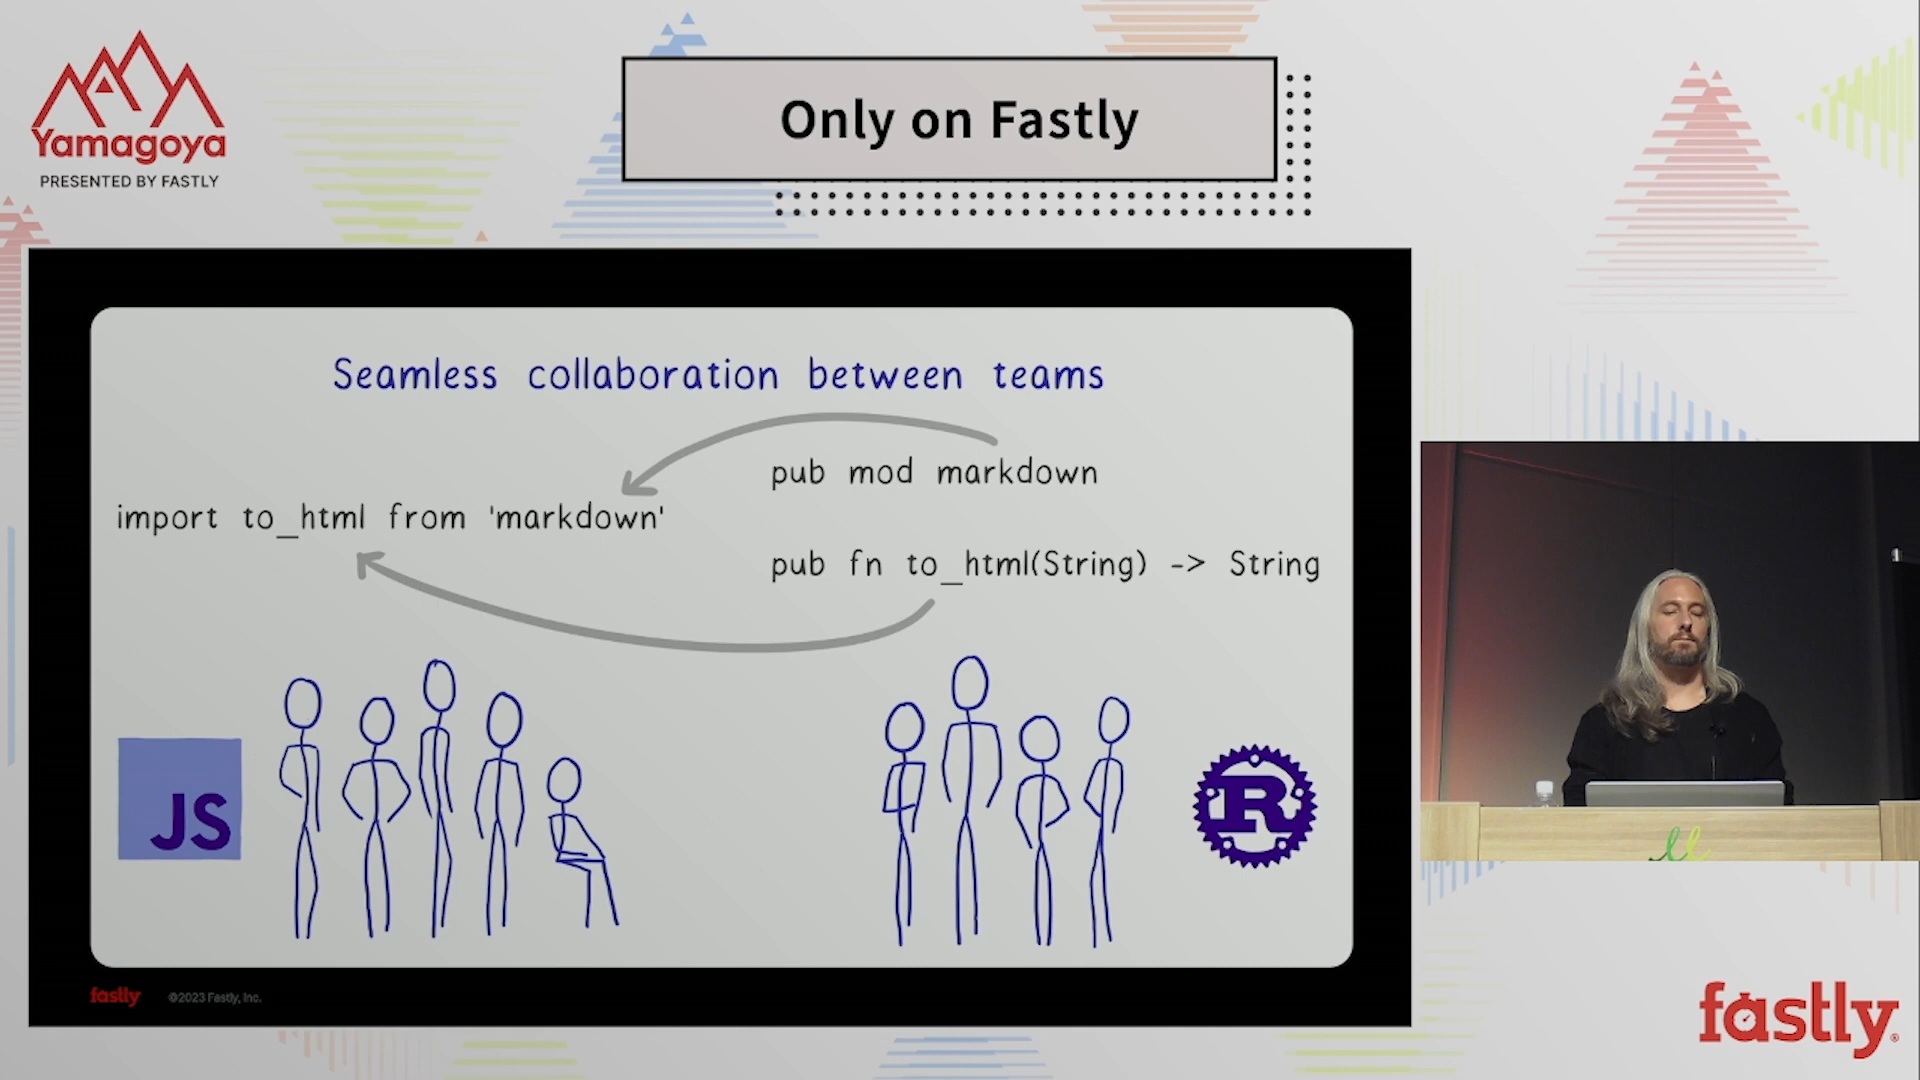 Yamagoya
PRESENTED BY FASTLY
Only on Fastly
Seamless collaboration between teams
pub mod markdown
import to_html from 'markdown'
pub fn to_html(String) -> String
JS
R
fastly
©2023 Fastly, Inc.
fastly®